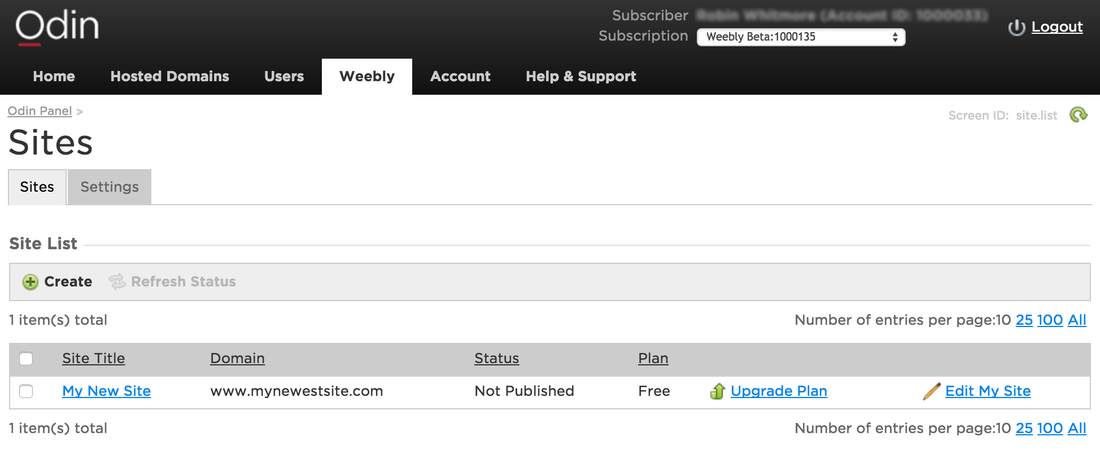 Odin
Subscriber
Subscription Weebly Beta:1000135
Logout
Home Hosted Domains Users Weebly Account Help & Support
Odin Panel >
Screen ID: site.list
Sites
Sites Settings
Site List
Create Refresh Status
1 item(s) total Number of entries per page:10 25 100 All
Site Title Domain Status Plan
My New Site www.mynewestsite.com Not Published Free Upgrade Plan Edit My Site
1 item(s) total Number of entries per page:10 25 100 All